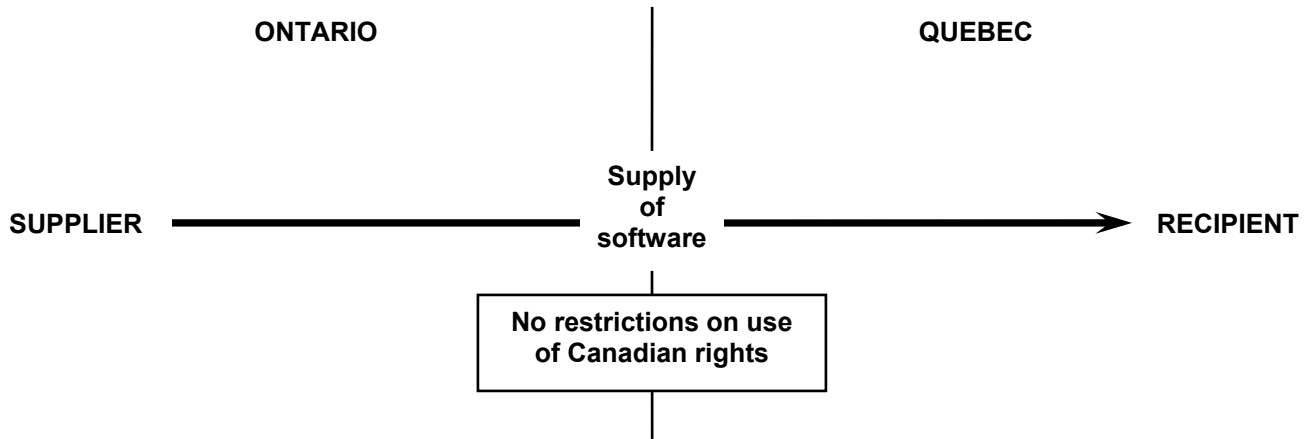 ONTARIO
QUEBEC
Supply
of
software
SUPPLIER
RECIPIENT
No restrictions on use
of Canadian rights